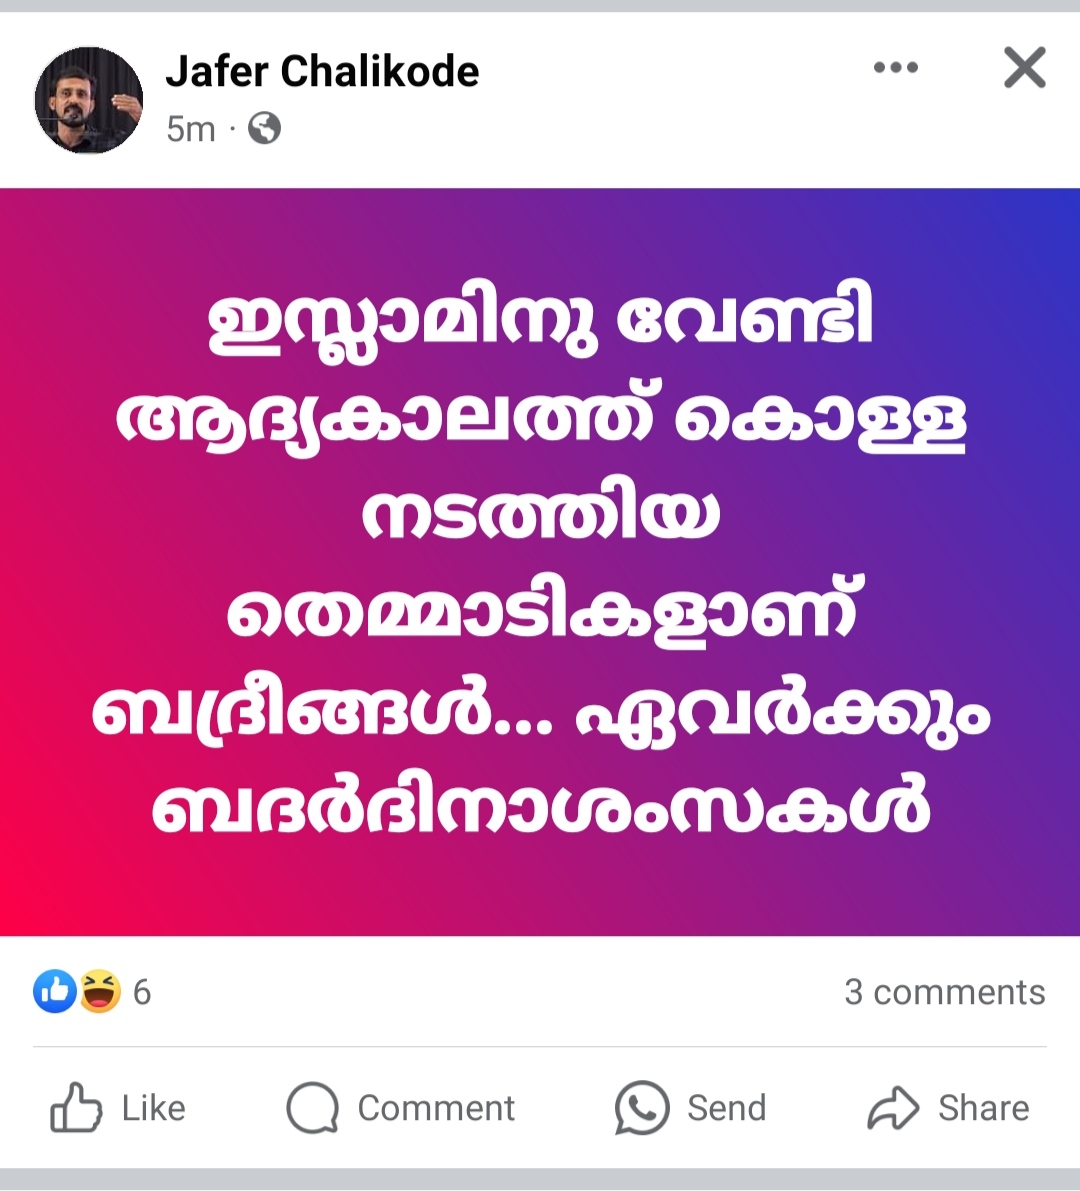 Jafer Chalikode
5m ·
ഇസ്ലാമിനു വേണ്ടി
ആദ്യകാലത്ത് കൊള്ള
നടത്തിയ
തെമ്മാടികളാണ്
ബദ്രീങ്ങൾ... ഏവർക്കും
ബദർദിനാശംസകൾ
6 3 comments
Like Comment Send Share